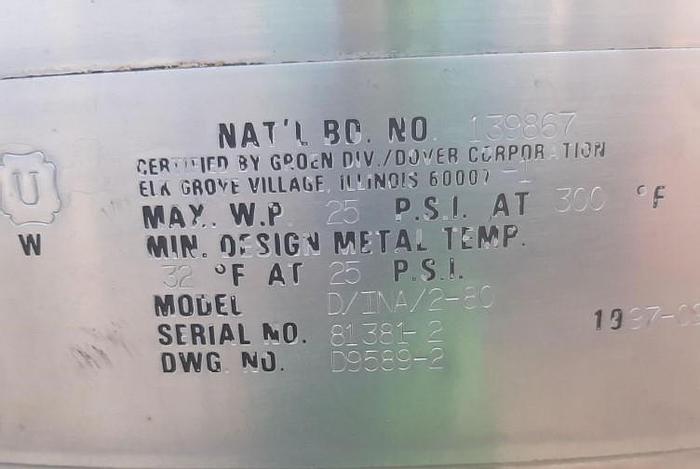 NAT'L BD. NO. 139867
CERTIFIED BY GROEN DIV./DOVER CORPORATION
ELK GROVE VILLAGE, ILLINOIS 60007 -1
U
MAX. W.P. 25 P.S.I. AT 300 °F
W
MIN. DESIGN METAL TEMP.
32 °F AT 25 P.S.I.
MODEL D/INA/2-80
SERIAL NO. 81381-2
DWG. NO. D9589-2